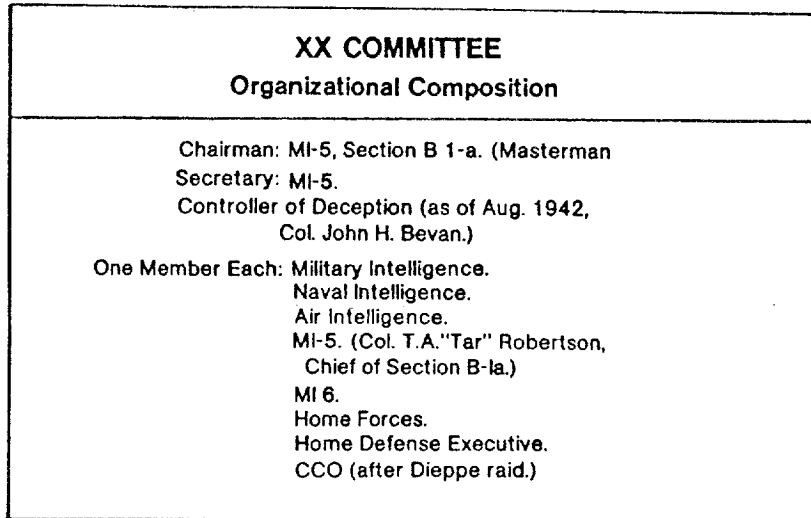 XX COMMITTEE
Organizational Composition
Chairman: MI-5, Section B 1-a. (Masterman
Secretary: MI-5.
Controller of Deception (as of Aug. 1942,
Col. John H. Bevan.)
One Member Each: Military Intelligence.
Naval Intelligence.
Air Intelligence.
MI-5. (Col. T.A."Tar" Robertson,
Chief of Section B-la.)
MI 6.
Home Forces.
Home Defense Executive.
CCO (after Dieppe raid.)